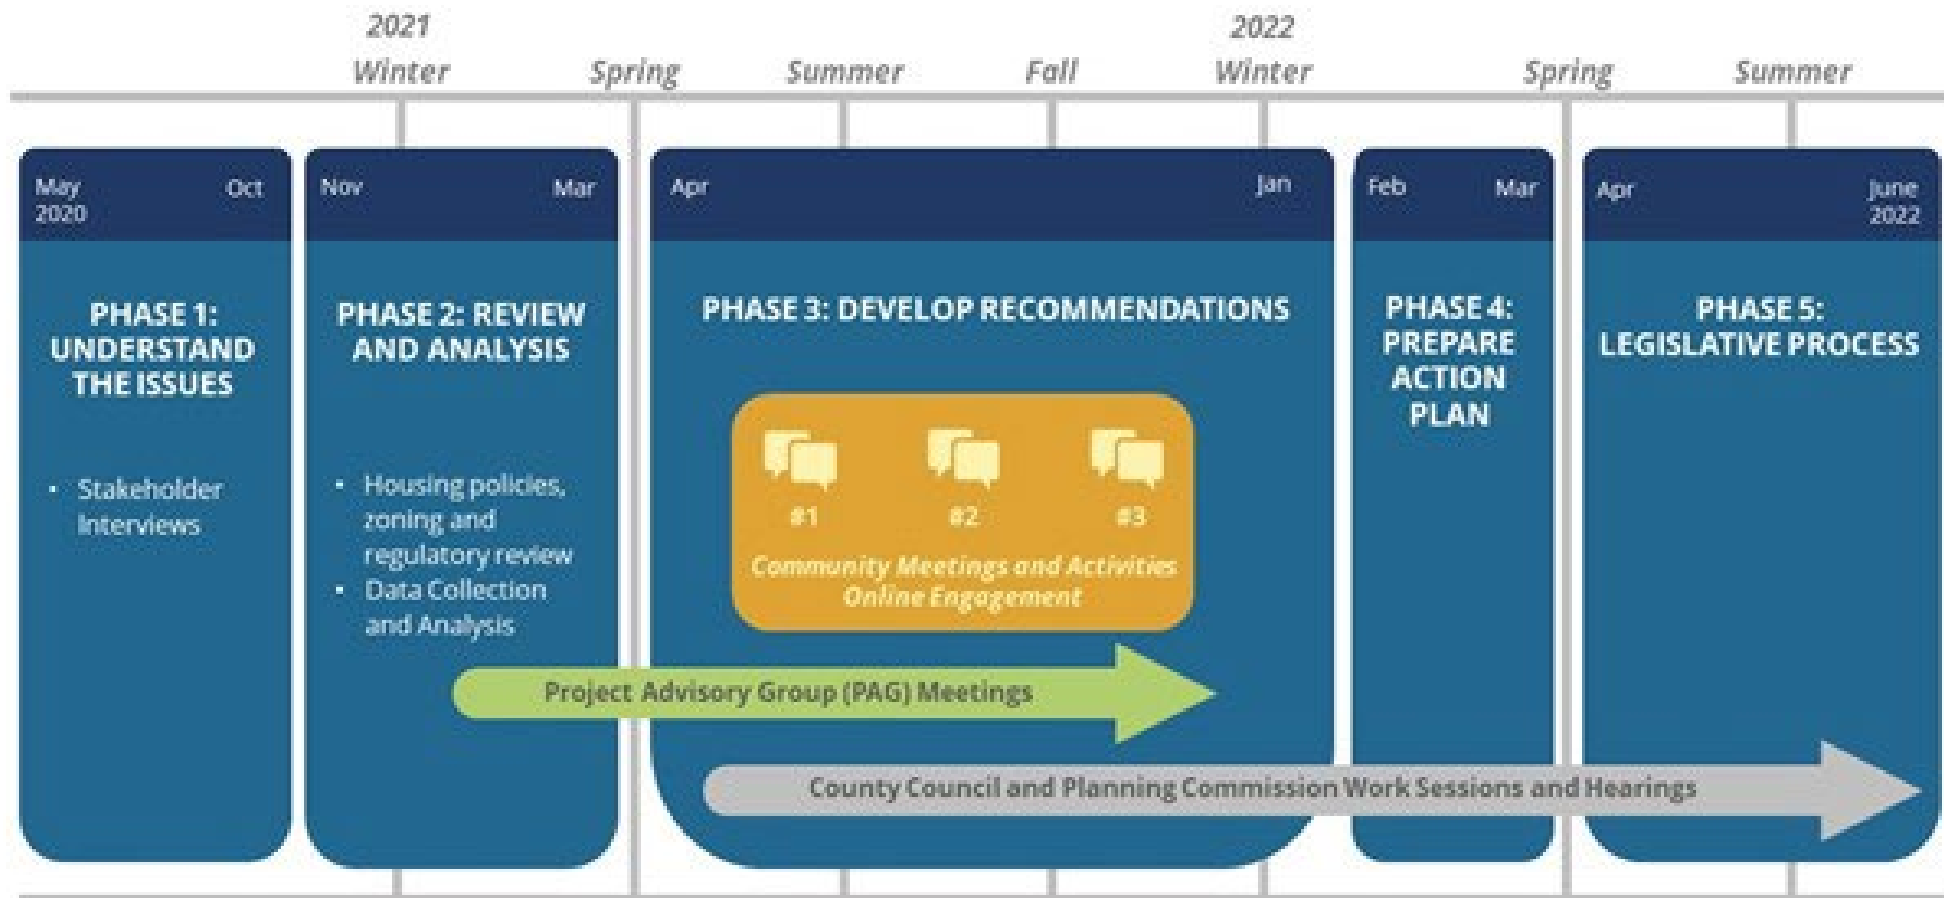 2021
Winter
Spring
Summer
Fall
2022
Winter
Spring
Summer
May
2020
Oct
PHASE 1:
UNDERSTAND
THE ISSUES
• Stakeholder
Interviews
Nov
Mar
PHASE 2: REVIEW
AND ANALYSIS
• Housing policies,
zoning and
regulatory review
• Data Collection
and Analysis
Apr
Jan
PHASE 3: DEVELOP RECOMMENDATIONS
#1
#2
#3
Community Meetings and Activities
Online Engagement
Feb
Mar
PHASE 4:
PREPARE
ACTION
PLAN
Apr
June
2022
PHASE 5:
LEGISLATIVE PROCESS
Project Advisory Group (PAG) Meetings
County Council and Planning Commission Work Sessions and Hearings